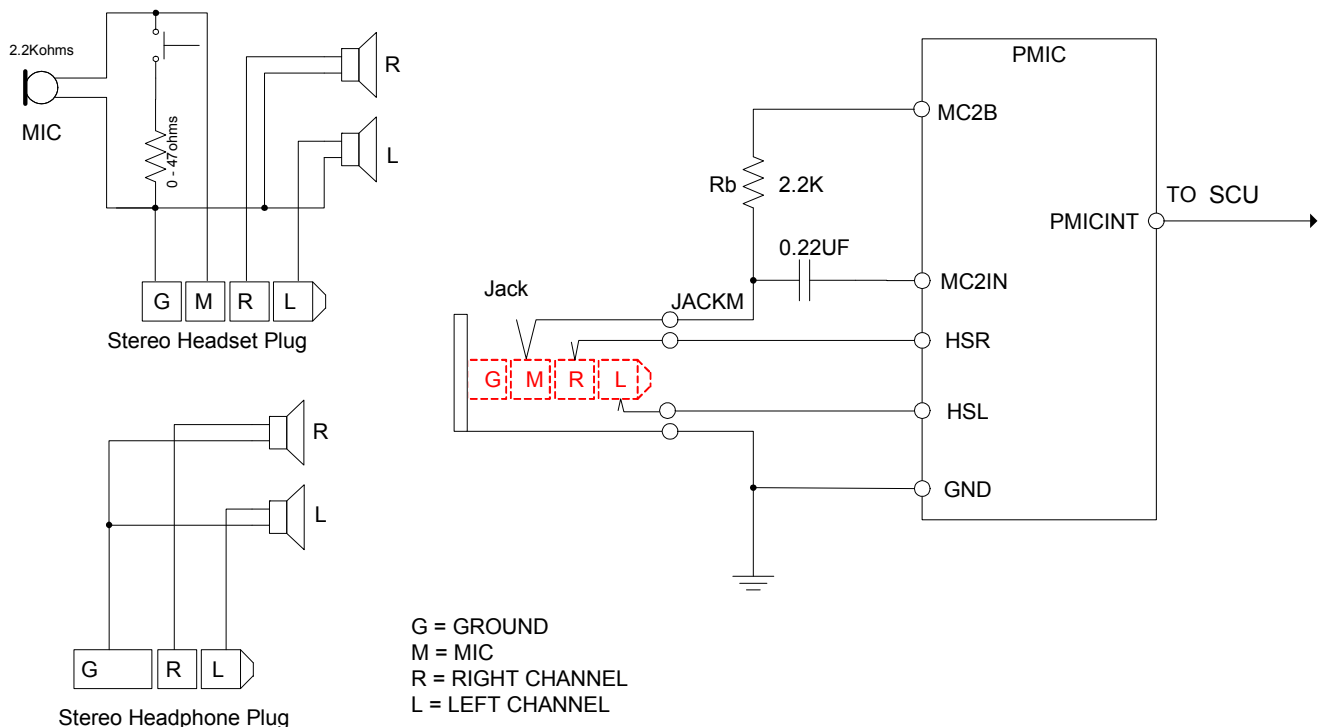 2.2Kohms
MIC
0 - 47ohms
R
L
G M R L
Stereo Headset Plug
R
L
G R L
Stereo Headphone Plug
PMIC
MC2B
Rb 2.2K
TO SCU
PMICINT
0.22UF
MC2IN
Jack
JACKM
HSR
G M R L
HSL
GND
G = GROUND
M = MIC
R = RIGHT CHANNEL
L = LEFT CHANNEL